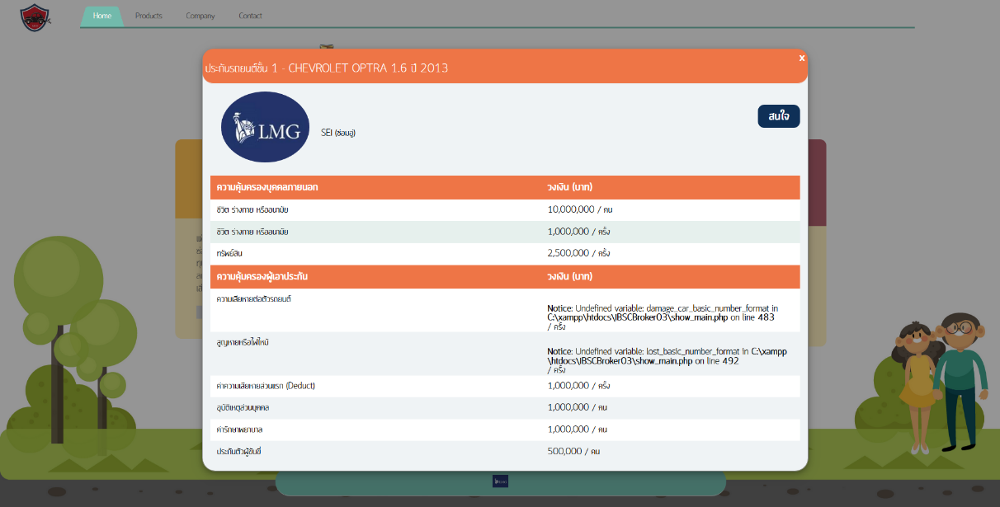 Home Products Company Contact
ประกันรถยนต์ชั้น 1 - CHEVROLET OPTRA 1.6 ปี 2013
x
LMG
SEI (ซ่อมอู่)
สนใจ
ความคุ้มครองบุคคลภายนอก วงเงิน (บาท)
ชีวิต ร่างกาย หรืออนามัย 10,000,000 / คน
ชีวิต ร่างกาย หรืออนามัย 1,000,000 / ครั้ง
ทรัพย์สิน 2,500,000 / ครั้ง
ความคุ้มครองผู้เอาประกัน วงเงิน (บาท)
ความเสียหายต่อตัวรถยนต์
Notice: Undefined variable: damage_car_basic_number_format in
C:\xampp\htdocs\IBSCBroker03\show_main.php on line 483
/ ครั้ง
สูญหายหรือไฟไหม้
Notice: Undefined variable: lost_basic_number_format in C:\xampp
\htdocs\IBSCBroker03\show_main.php on line 492
/ ครั้ง
ค่าความเสียหายส่วนแรก (Deduct) 1,000,000 / ครั้ง
อุบัติเหตุส่วนบุคคล 1,000,000 / คน
ค่ารักษาพยาบาล 1,000,000 / คน
ประกันตัวผู้ขับขี่ 500,000 / คน